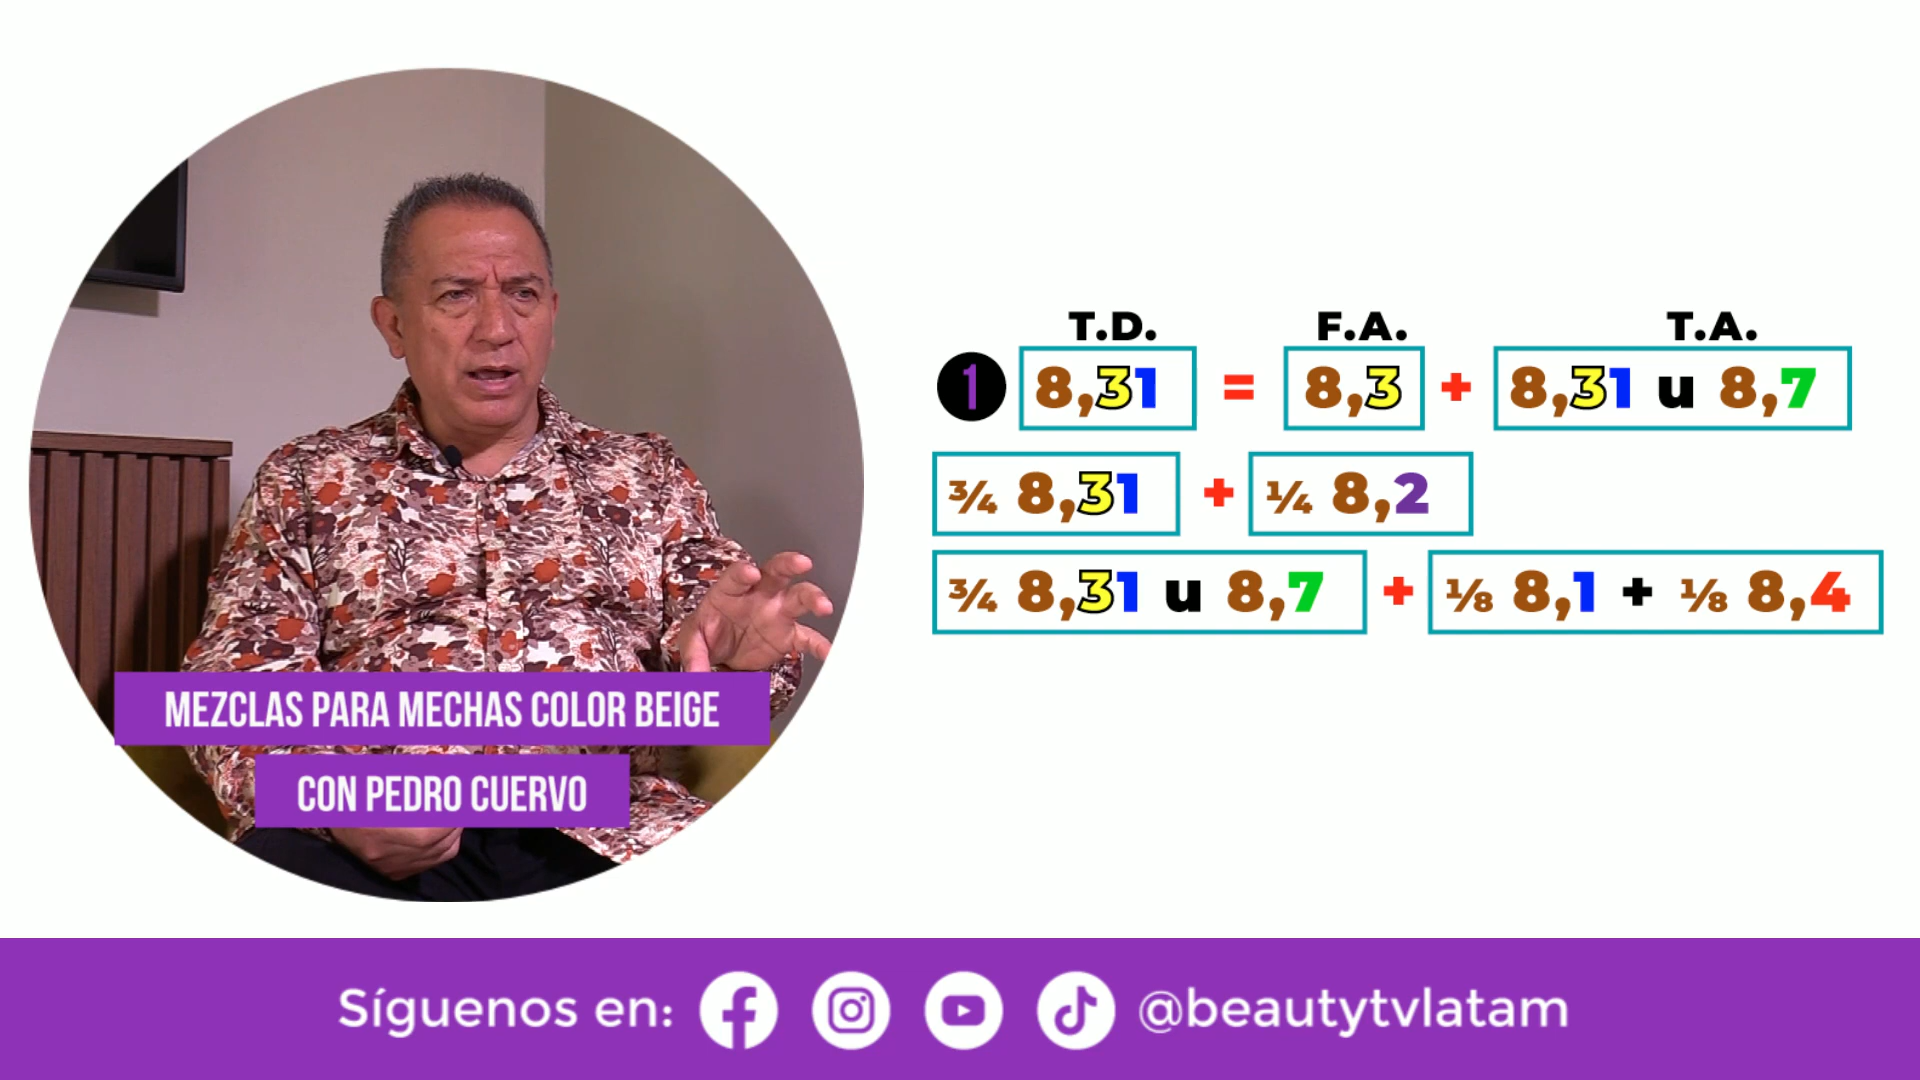 T.D. F.A. T.A.
1 8,31 = 8,3 + 8,31 u 8,7
¾ 8,31 + ¼ 8,2
¾ 8,31 u 8,7 + ⅛ 8,1 + ⅛ 8,4
MEZCLAS PARA MECHAS COLOR BEIGE
CON PEDRO CUERVO
Síguenos en: @beautytvlatam